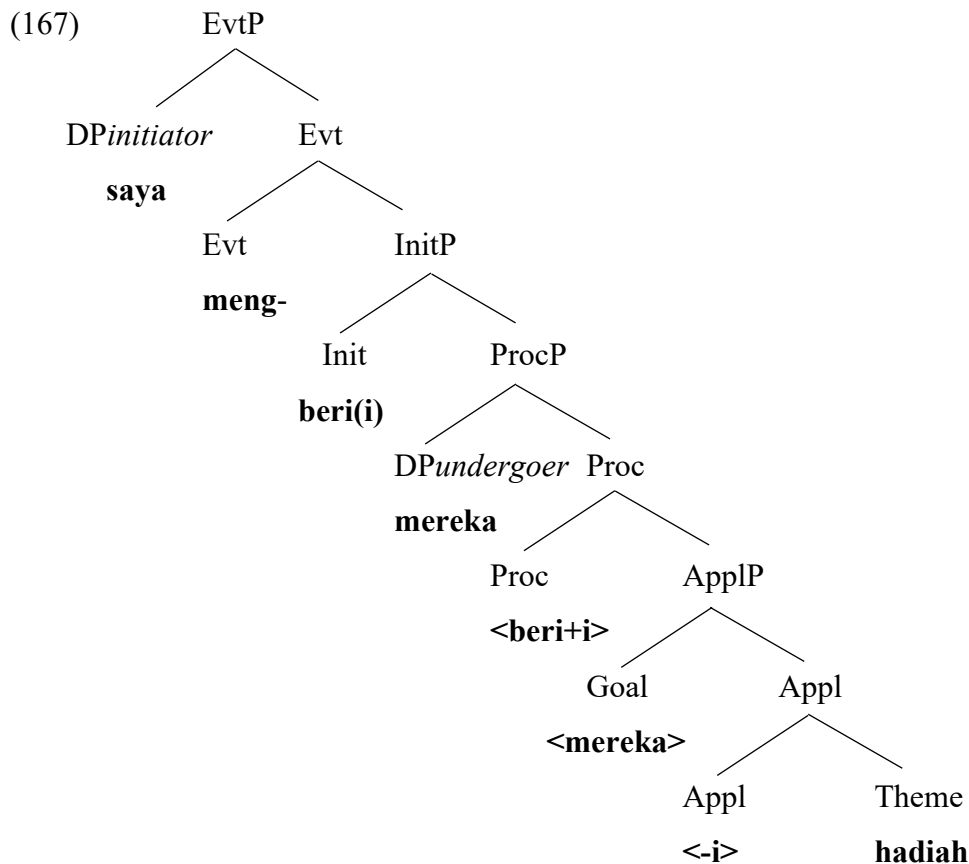 (167) EvtP
DPinitiator Evt
saya
Evt InitP
meng-
Init ProcP
beri(i)
DPundergoer Proc
mereka
Proc ApplP
<beri+i>
Goal Appl
<mereka>
Appl Theme
<-i> hadiah